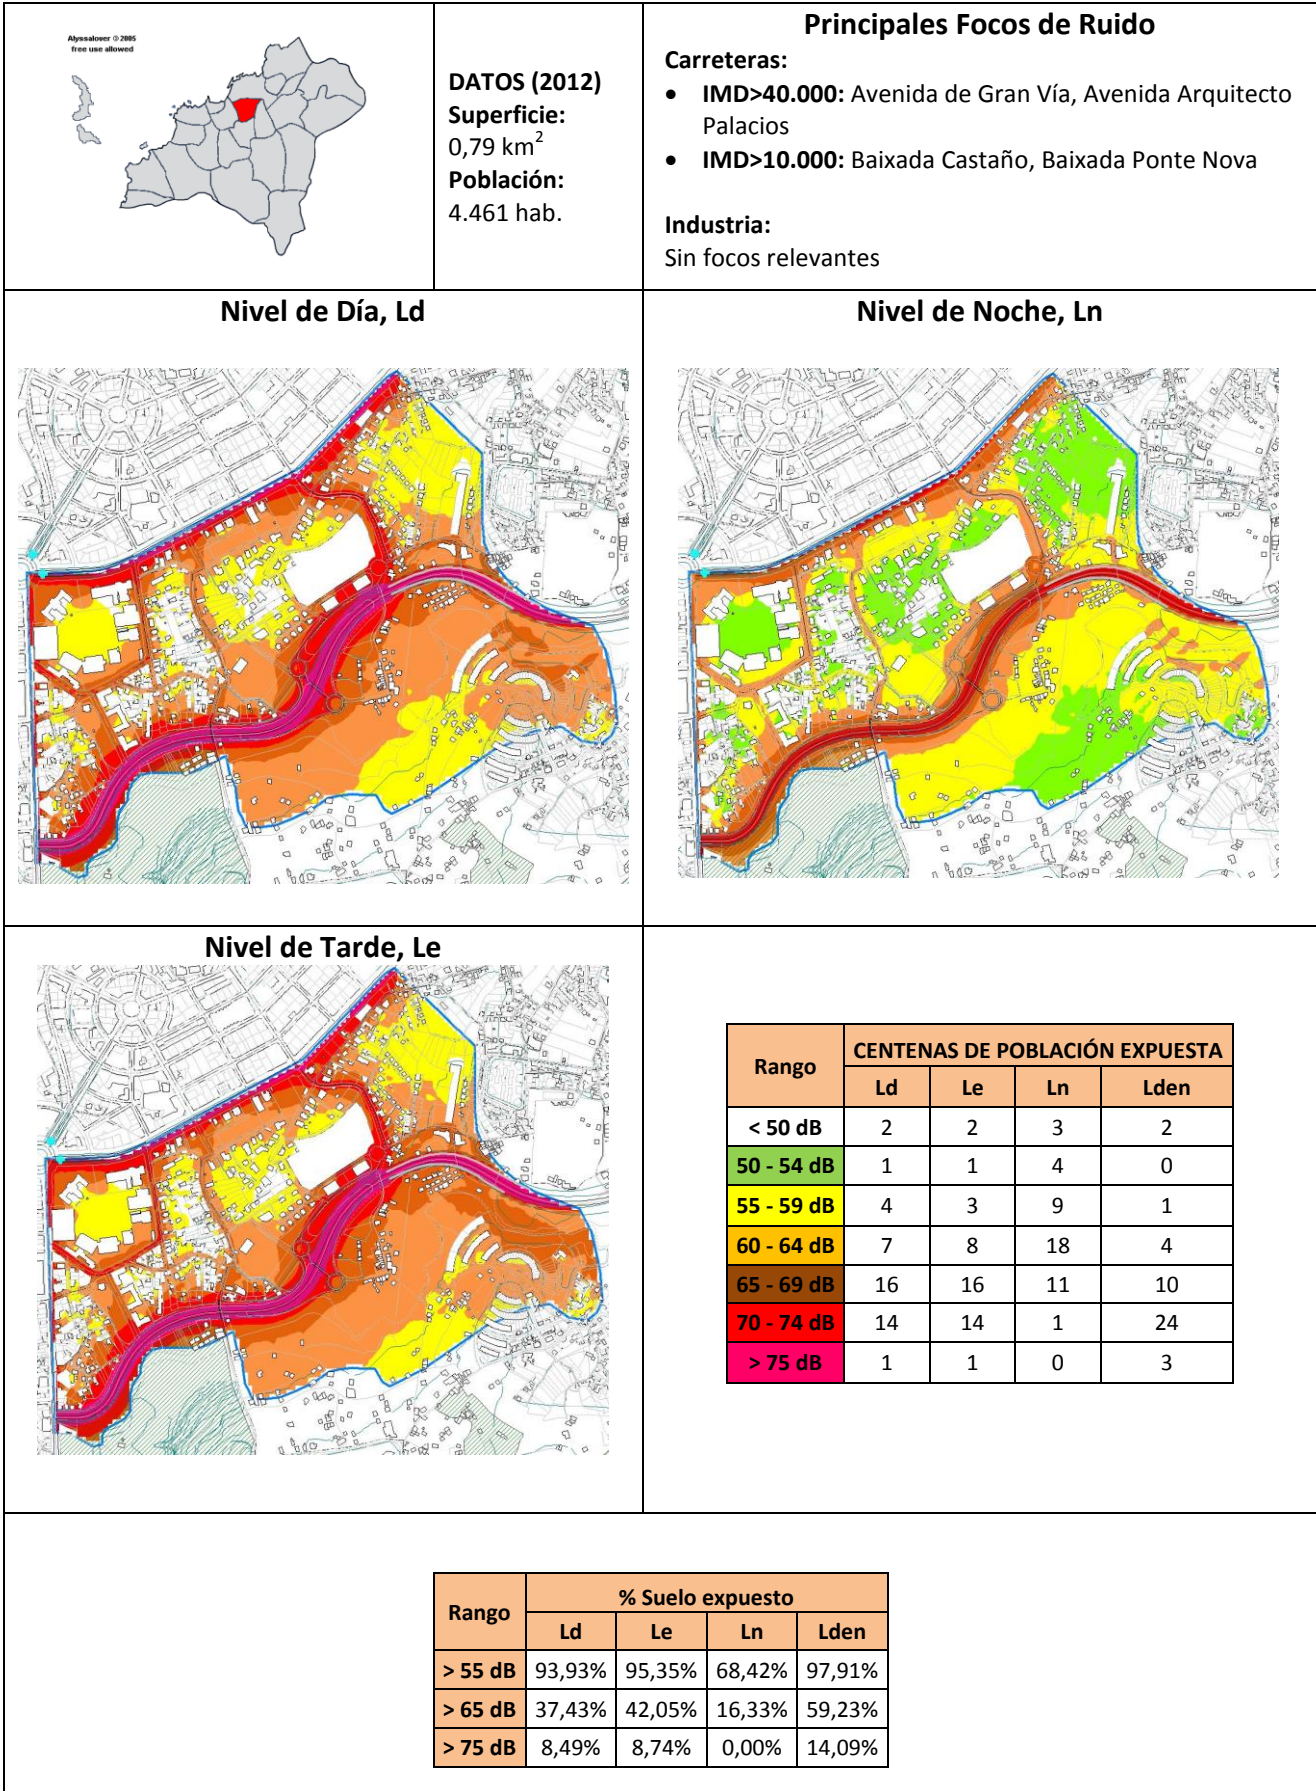 Alyssalover © 2005
free use allowed
DATOS (2012)
Superficie:
0,79 km2
Población:
4.461 hab.
Principales Focos de Ruido
Carreteras:
• IMD>40.000: Avenida de Gran Vía, Avenida Arquitecto
Palacios
• IMD>10.000: Baixada Castaño, Baixada Ponte Nova
Industria:
Sin focos relevantes
Nivel de Día, Ld
Nivel de Noche, Ln
Nivel de Tarde, Le
Rango CENTENAS DE POBLACIÓN EXPUESTA
Ld Le Ln Lden
< 50 dB 2 2 3 2
50 - 54 dB 1 1 4 0
55 - 59 dB 4 3 9 1
60 - 64 dB 7 8 18 4
65 - 69 dB 16 16 11 10
70 - 74 dB 14 14 1 24
> 75 dB 1 1 0 3
Rango % Suelo expuesto
Ld Le Ln Lden
> 55 dB 93,93% 95,35% 68,42% 97,91%
> 65 dB 37,43% 42,05% 16,33% 59,23%
> 75 dB 8,49% 8,74% 0,00% 14,09%